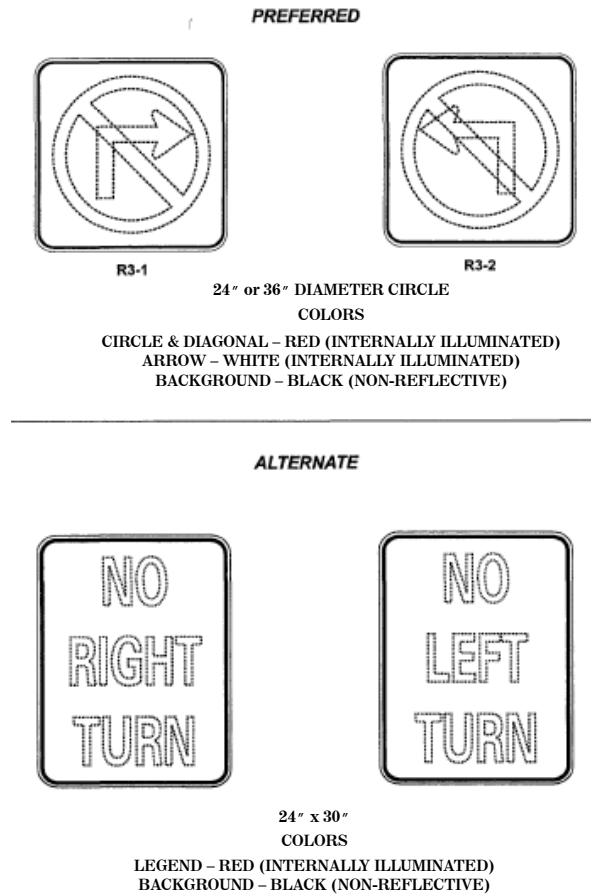 PREFERRED
R3-1
R3-2
24″ or 36″ DIAMETER CIRCLE
COLORS
CIRCLE & DIAGONAL – RED (INTERNALLY ILLUMINATED)
ARROW – WHITE (INTERNALLY ILLUMINATED)
BACKGROUND – BLACK (NON-REFLECTIVE)
ALTERNATE
NO
RIGHT
TURN
NO
LEFT
TURN
24″ x 30″
COLORS
LEGEND – RED (INTERNALLY ILLUMINATED)
BACKGROUND – BLACK (NON-REFLECTIVE)